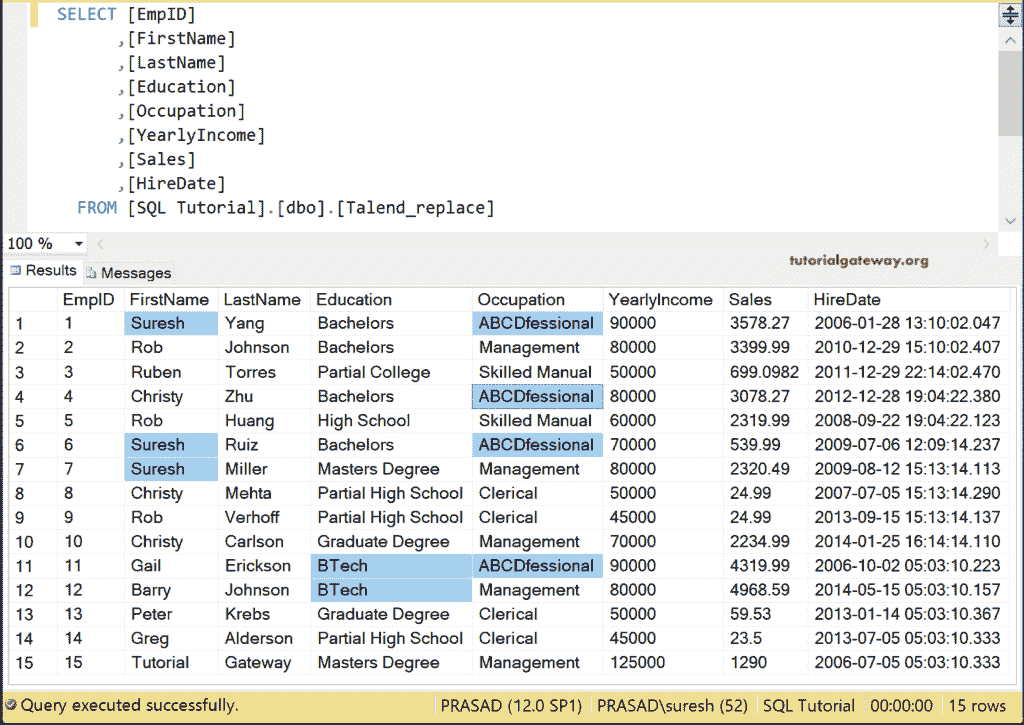 SELECT [EmpID]
,[FirstName]
,[LastName]
,[Education]
,[Occupation]
,[YearlyIncome]
,[Sales]
,[HireDate]
FROM [SQL Tutorial].[dbo].[Talend_replace]
100 %
tutorialgateway.org
Results Messages
EmpID FirstName LastName Education Occupation YearlyIncome Sales HireDate
1 1 Suresh Yang Bachelors ABCDfessional 90000 3578.27 2006-01-28 13:10:02.047
2 2 Rob Johnson Bachelors Management 80000 3399.99 2010-12-29 15:10:02.407
3 3 Ruben Torres Partial College Skilled Manual 50000 699.0982 2011-12-29 22:14:02.470
4 4 Christy Zhu Bachelors ABCDfessional 80000 3078.27 2012-12-28 19:04:22.380
5 5 Rob Huang High School Skilled Manual 60000 2319.99 2008-09-22 19:04:22.123
6 6 Suresh Ruiz Bachelors ABCDfessional 70000 539.99 2009-07-06 12:09:14.237
7 7 Suresh Miller Masters Degree Management 80000 2320.49 2009-08-12 15:13:14.113
8 8 Christy Mehta Partial High School Clerical 50000 24.99 2007-07-05 15:13:14.290
9 9 Rob Verhoff Partial High School Clerical 45000 24.99 2013-09-15 15:13:14.137
10 10 Christy Carlson Graduate Degree Management 70000 2234.99 2014-01-25 16:14:14.110
11 11 Gail Erickson BTech ABCDfessional 90000 4319.99 2006-10-02 05:03:10.223
12 12 Barry Johnson BTech Management 80000 4968.59 2014-05-15 05:03:10.157
13 13 Peter Krebs Graduate Degree Clerical 50000 59.53 2013-01-14 05:03:10.367
14 14 Greg Alderson Partial High School Clerical 45000 23.5 2013-07-05 05:03:10.333
15 15 Tutorial Gateway Masters Degree Management 125000 1290 2006-07-05 05:03:10.333
Query executed successfully. PRASAD (12.0 SP1) PRASAD\suresh (52) SQL Tutorial 00:00:00 15 rows